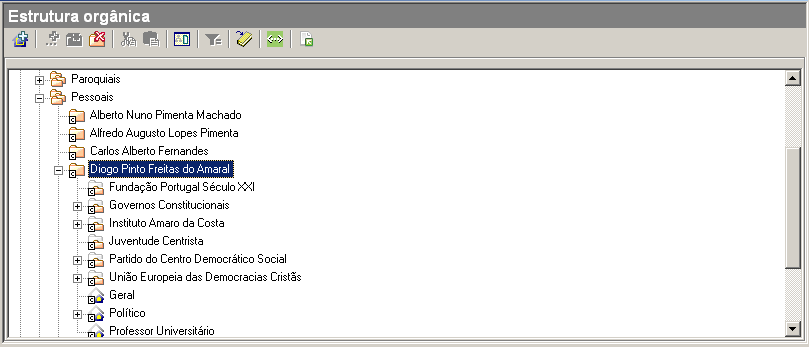 Estrutura orgânica
Paroquiais
Pessoais
Alberto Nuno Pimenta Machado
Alfredo Augusto Lopes Pimenta
Carlos Alberto Fernandes
Diogo Pinto Freitas do Amaral
Fundação Portugal Século XXI
Governos Constitucionais
Instituto Amaro da Costa
Juventude Centrista
Partido do Centro Democrático Social
União Europeia das Democracias Cristãs
Geral
Político
Professor Universitário